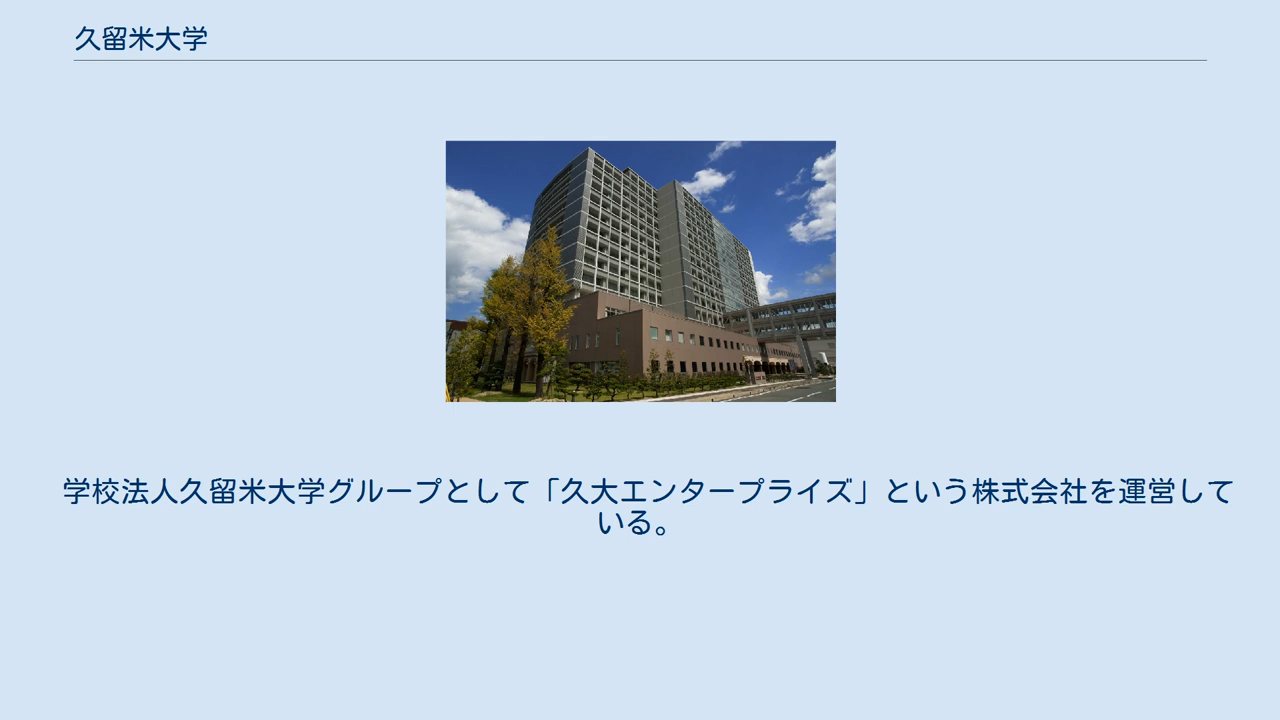 久留米大学
学校法人久留米大学グループとして「久大エンタープライズ」という株式会社を運営して
いる。